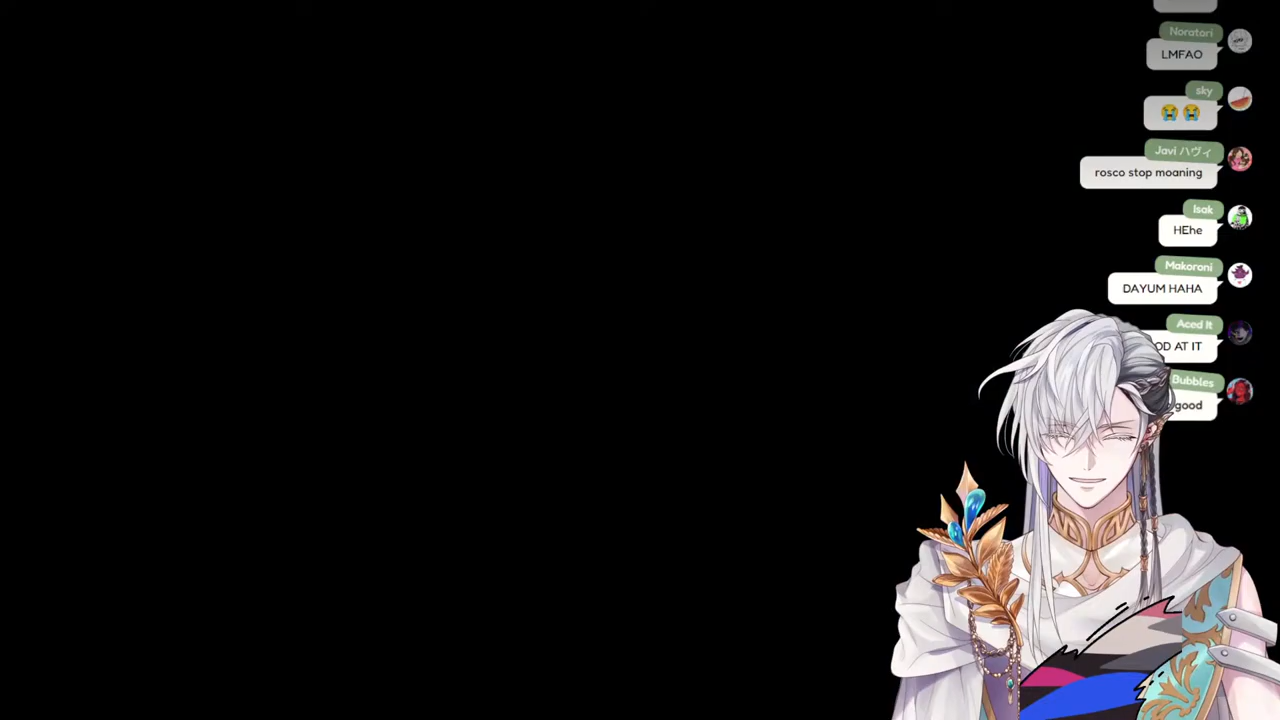 Noratori
LMFAO
sky
😭 😭
Javi ハヴィ
rosco stop moaning
Isak
HEhe
Makoroni
DAYUM HAHA
Aced It
AT IT
Bubbles
good